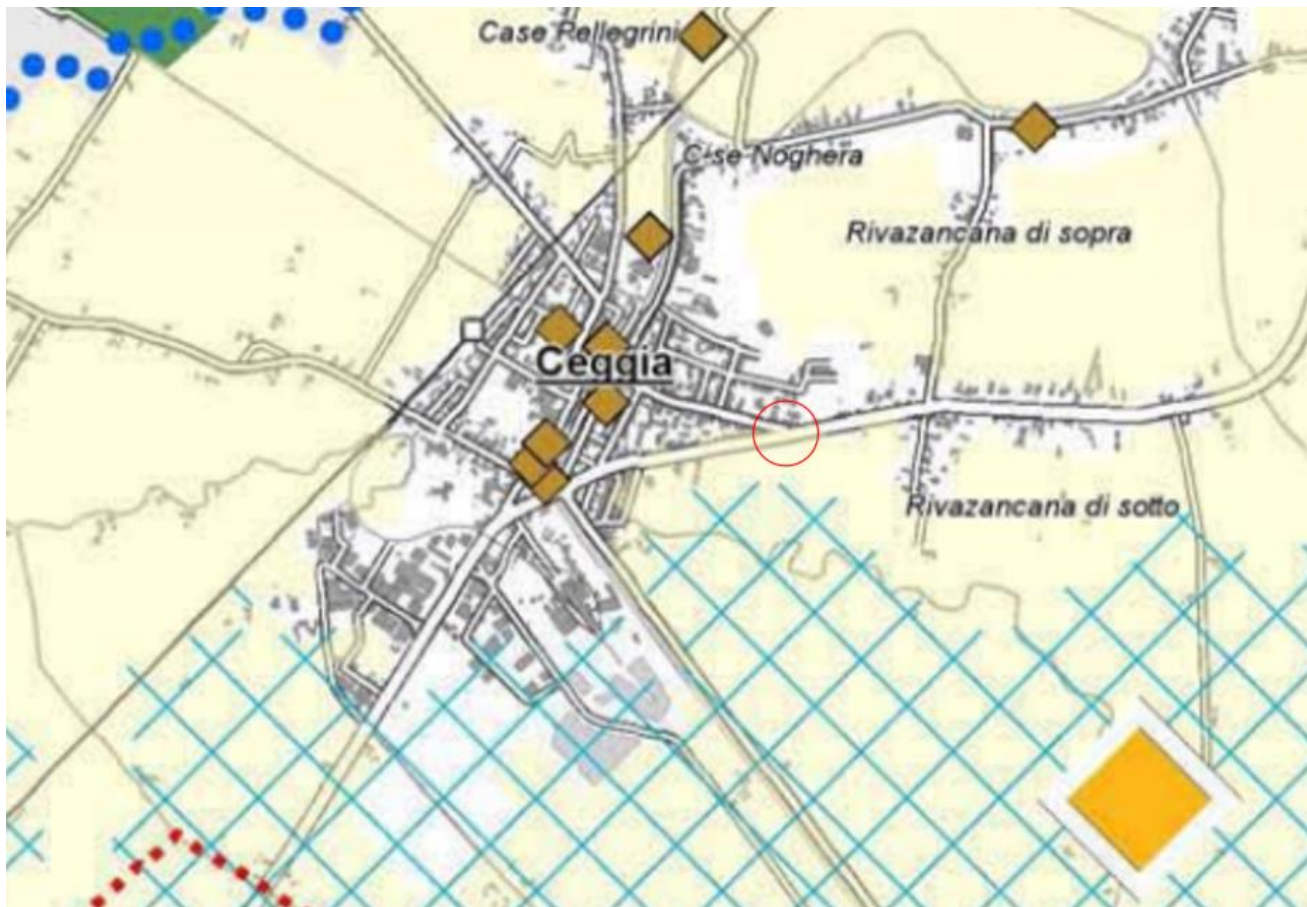 Case Pellegrini
C-se Noghera
Rivazancana di sopra
Ceggia
Rivazancana di sotto